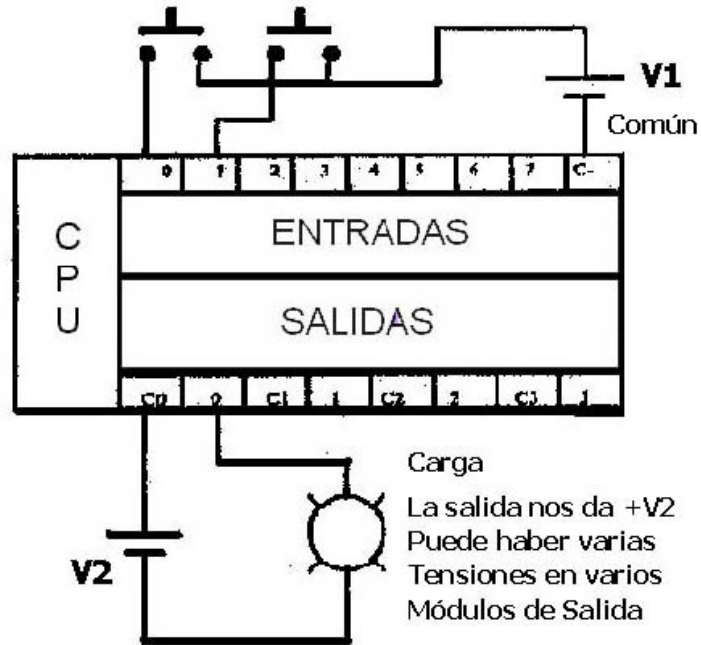 V1
Común
0 1 2 3 4 5 6 7 C-
CPU
ENTRADAS
SALIDAS
C0 0 C1 1 C2 2 C3 3
Carga
La salida nos da +V2
Puede haber varias
Tensiones en varios
Módulos de Salida
V2